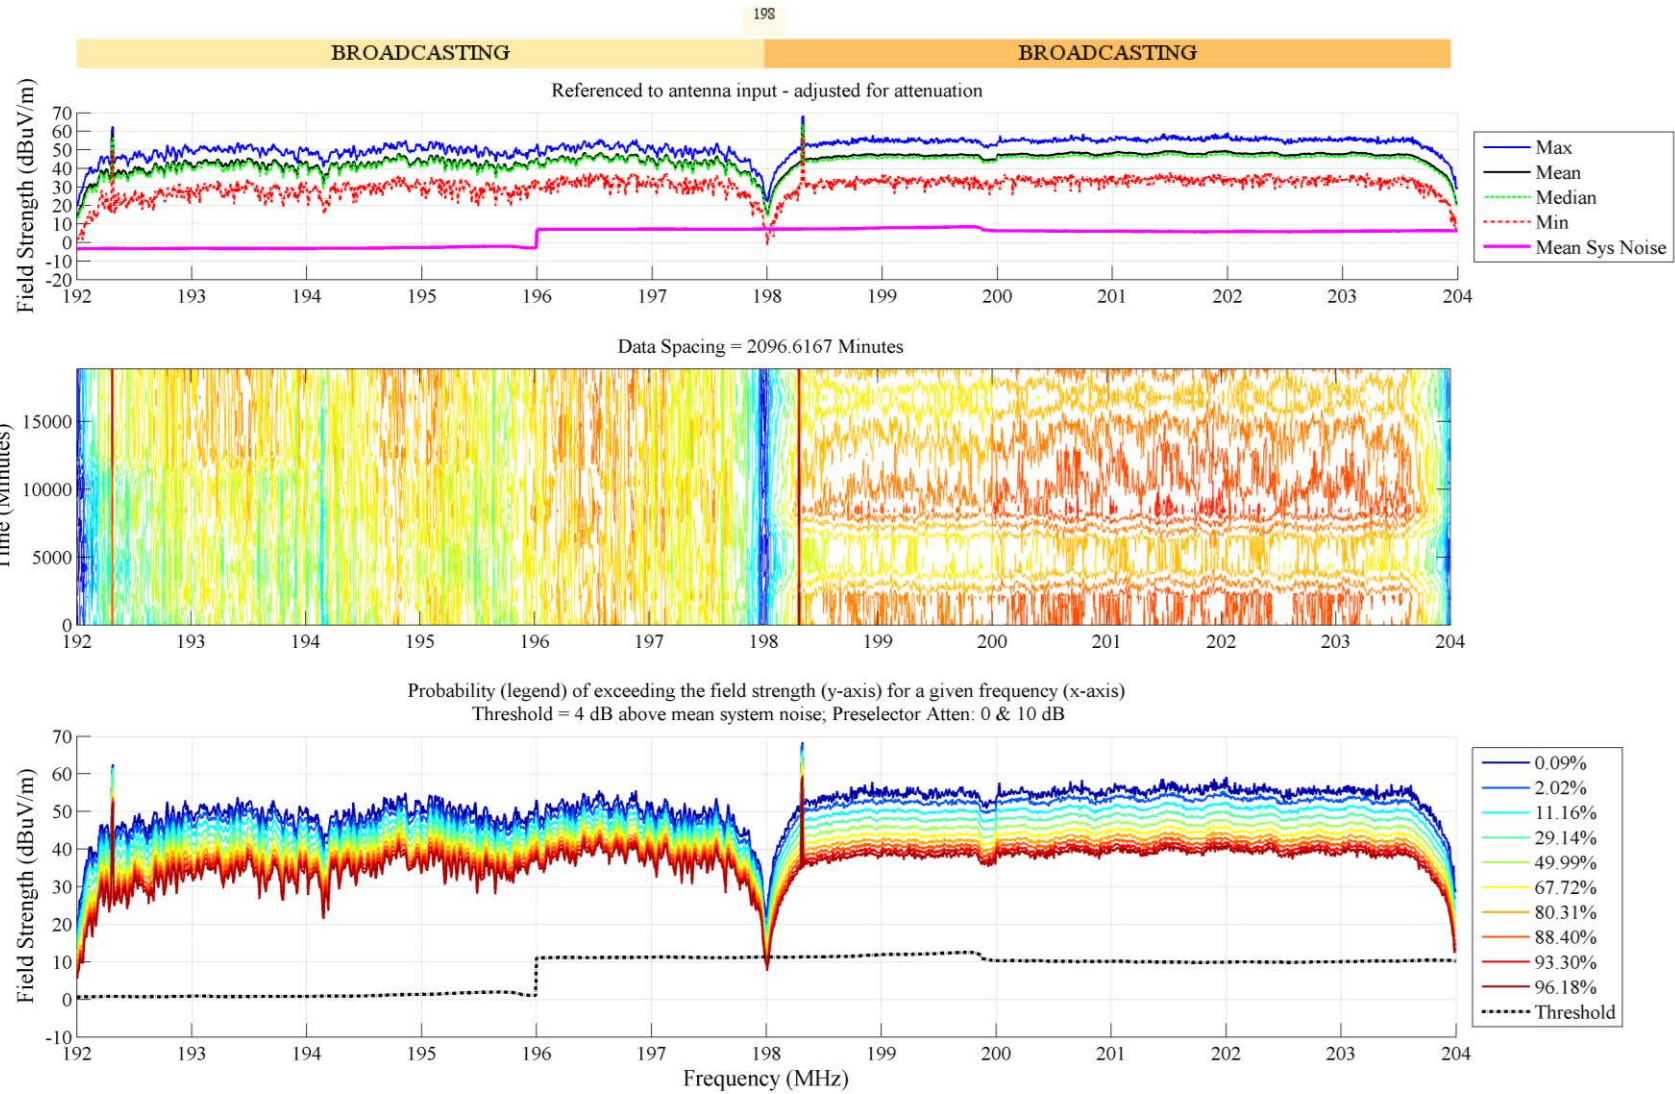 198
BROADCASTING BROADCASTING
Referenced to antenna input - adjusted for attenuation
Field Strength (dBuV/m)
70
60
50
40
30
20
10
0
-10
-20
192 193 194 195 196 197 198 199 200 201 202 203 204
Max
Mean
Median
Min
Mean Sys Noise
Data Spacing = 2096.6167 Minutes
Time (Minutes)
15000
10000
5000
0
192 193 194 195 196 197 198 199 200 201 202 203 204
Probability (legend) of exceeding the field strength (y-axis) for a given frequency (x-axis)
Threshold = 4 dB above mean system noise; Preselector Atten: 0 & 10 dB
Field Strength (dBuV/m)
70
60
50
40
30
20
10
0
-10
192 193 194 195 196 197 198 199 200 201 202 203 204
Frequency (MHz)
0.09%
2.02%
11.16%
29.14%
49.99%
67.72%
80.31%
88.40%
93.30%
96.18%
Threshold